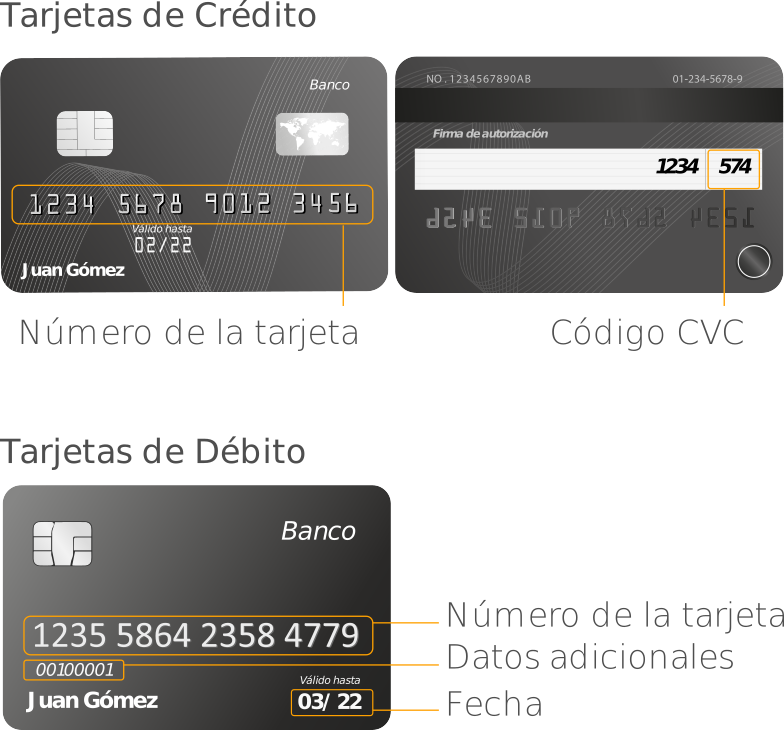 Tarjetas de Crédito
Banco
1234 5678 9012 3456
Válido hasta
02/22
Juan Gómez
NO . 1234567890AB 01-234-5678-9
Firma de autorización
1234 574
Número de la tarjeta
Código CVC
Tarjetas de Débito
Banco
1235 5864 2358 4779
00100001
Válido hasta
Juan Gómez
03/ 22
Número de la tarjeta
Datos adicionales
Fecha